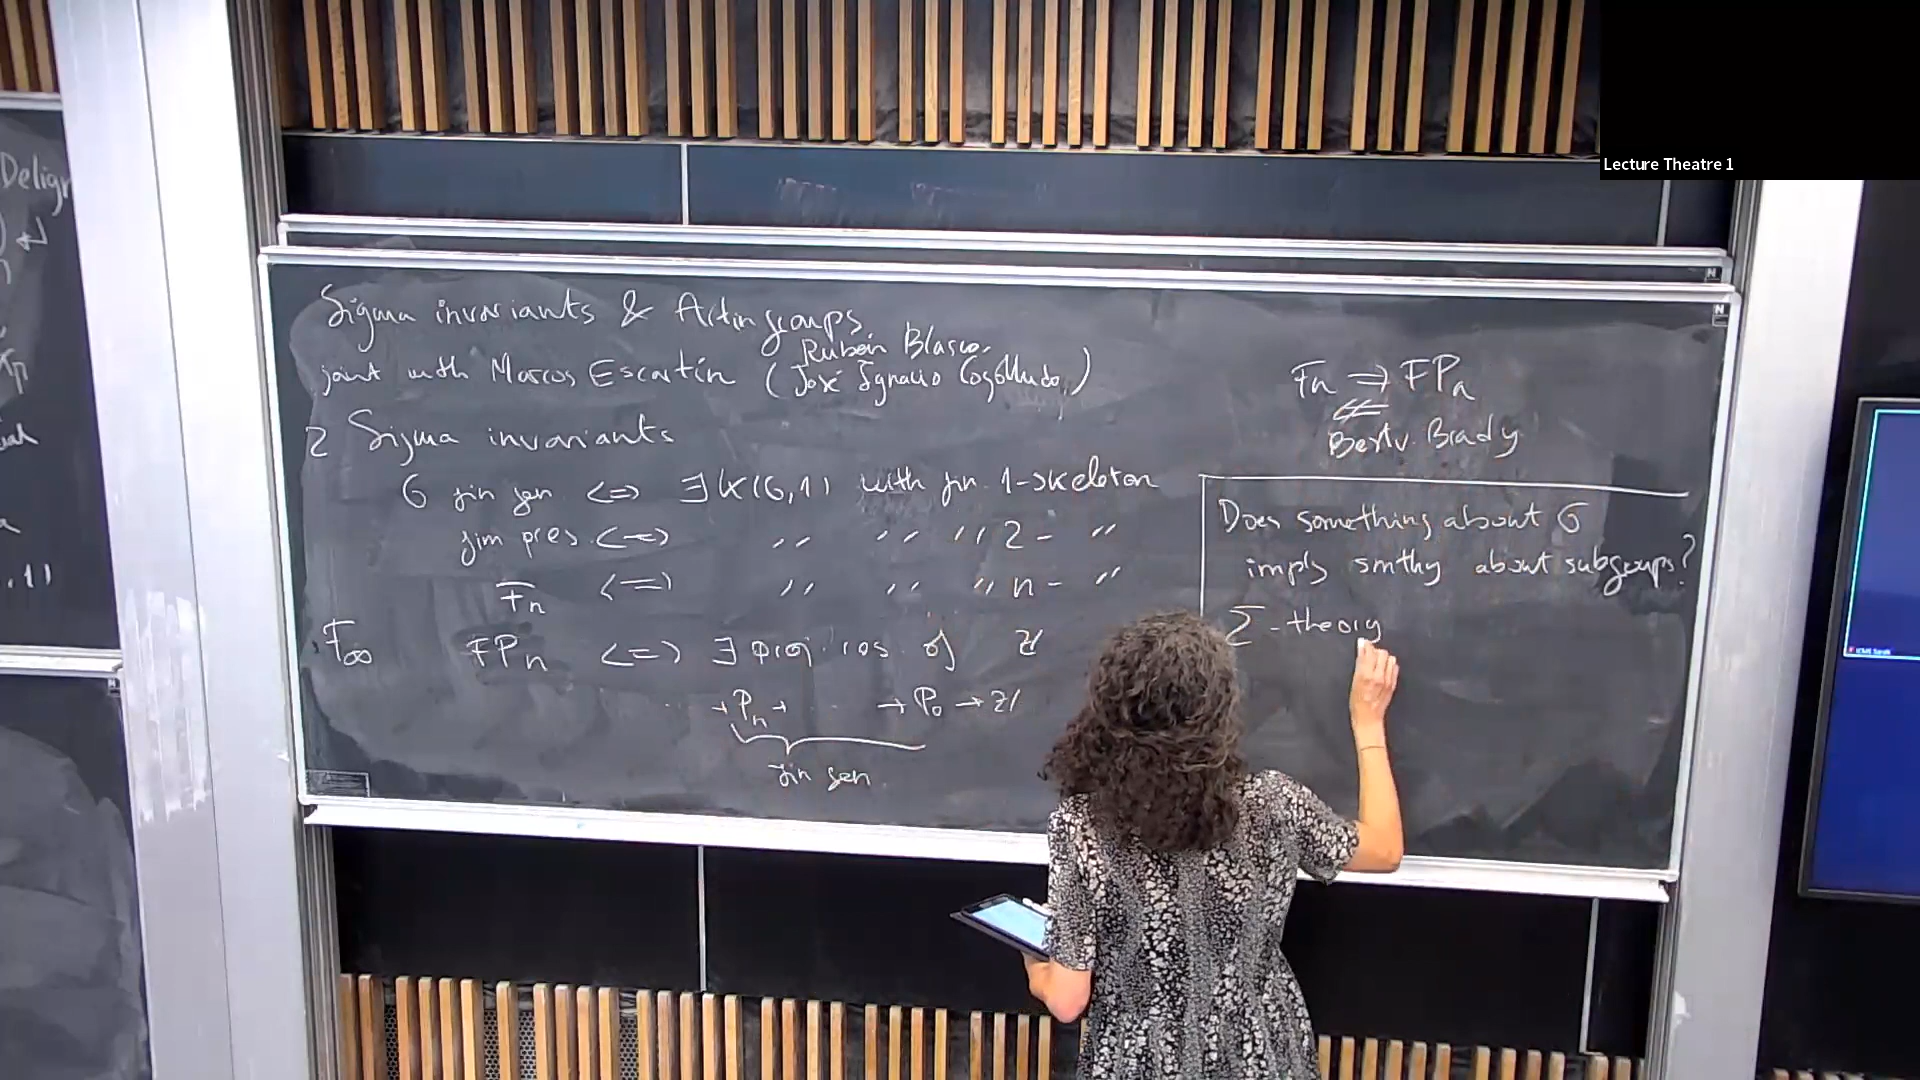 Lecture Theatre 1
Delig
Sigma invariants & Artin groups
joint with Marcos Escartín (José Ignacio Cogolludo, Rubén Blasco)
Σ Sigma invariants
G fin gen <=> ∃ K(G,1) with fin 1-skeleton
fin pres <=> " " " 2- "
Fn <=> " " " n- "
F∞ FPn <=> ∃ proj. res of ℤ
→ Pn → ... → P0 → ℤ
fin gen
Fn ⇒ FPn
⇍
Bestv. Brady
Does something about G
imply smthg about subgroups?
Σ-theory